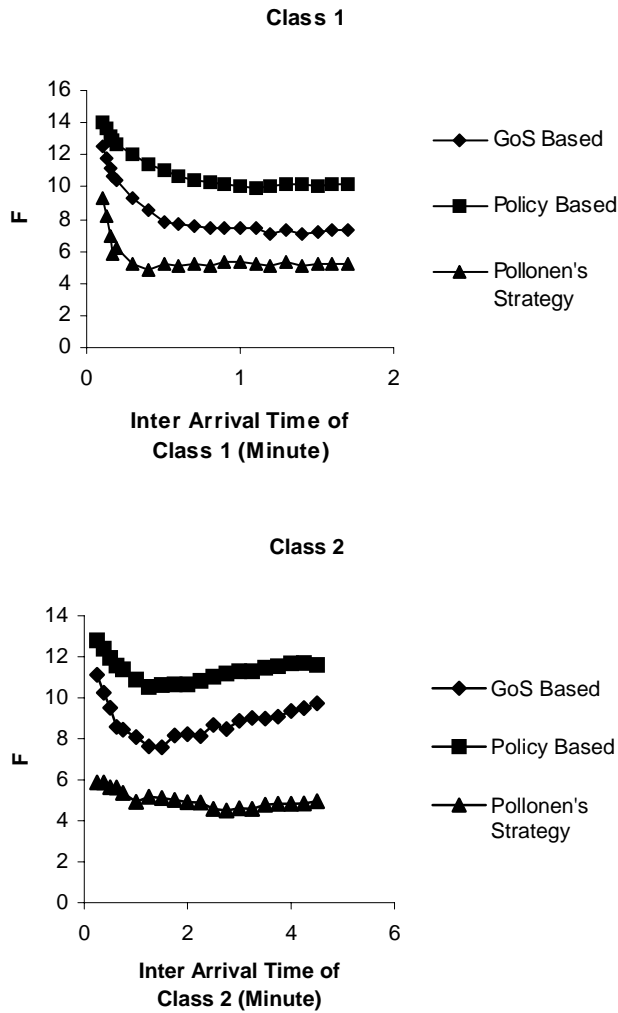 Class 1
16
14
12
10
8
6
4
2
0
F
0 1 2
Inter Arrival Time of
Class 1 (Minute)
GoS Based
Policy Based
Pollonen's
Strategy
Class 2
14
12
10
8
6
4
2
0
F
0 2 4 6
Inter Arrival Time of
Class 2 (Minute)
GoS Based
Policy Based
Pollonen's
Strategy